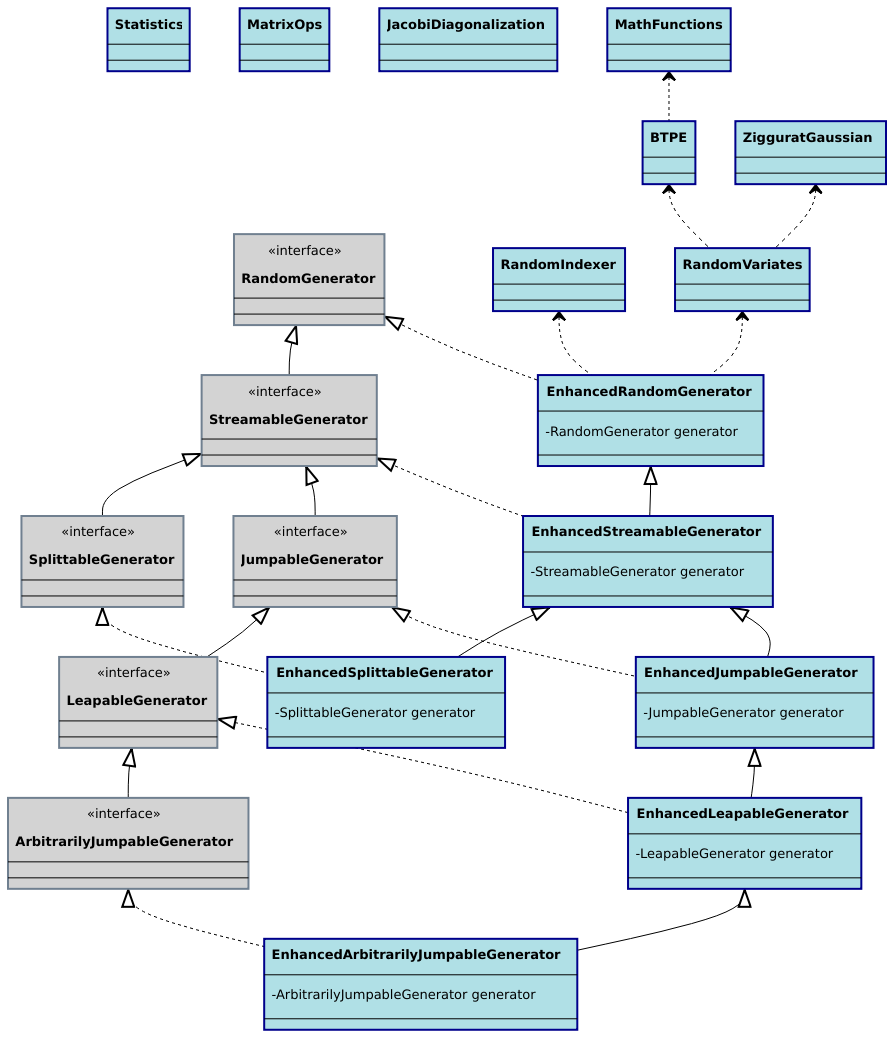 Statistics
MatrixOps
JacobiDiagonalization
MathFunctions
BTPE
ZigguratGaussian
«interface»
RandomGenerator
RandomIndexer
RandomVariates
«interface»
StreamableGenerator
EnhancedRandomGenerator
-RandomGenerator generator
«interface»
SplittableGenerator
«interface»
JumpableGenerator
EnhancedStreamableGenerator
-StreamableGenerator generator
«interface»
LeapableGenerator
EnhancedSplittableGenerator
-SplittableGenerator generator
EnhancedJumpableGenerator
-JumpableGenerator generator
«interface»
ArbitrarilyJumpableGenerator
EnhancedLeapableGenerator
-LeapableGenerator generator
EnhancedArbitrarilyJumpableGenerator
-ArbitrarilyJumpableGenerator generator